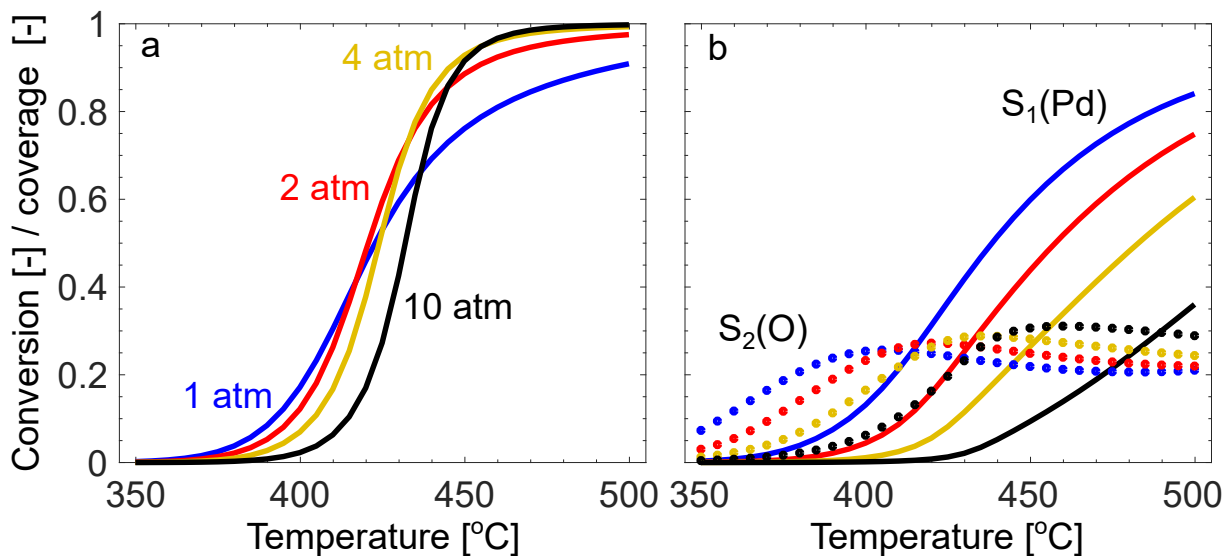 Conversion [-] / coverage [-]
1
0.8
0.6
0.4
0.2
0
a
4 atm
2 atm
10 atm
1 atm
350 400 450 500
Temperature [°C]
b
S₁(Pd)
S₂(O)
350 400 450 500
Temperature [°C]